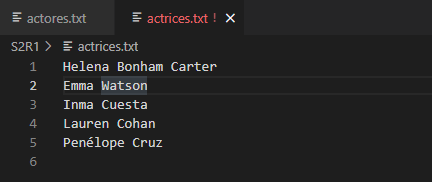 actores.txt actrices.txt !
S2R1 > actrices.txt
1 Helena Bonham Carter
2 Emma Watson
3 Inma Cuesta
4 Lauren Cohan
5 Penélope Cruz
6